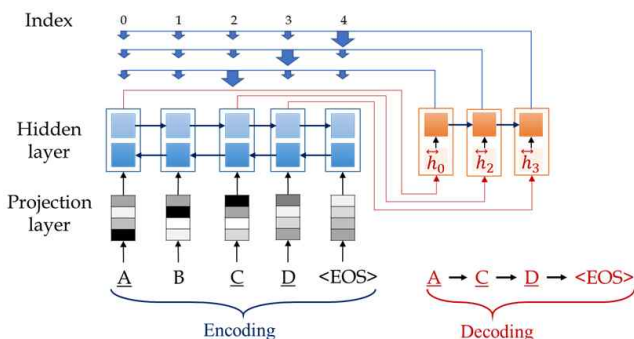 Index 0 1 2 3 4
Hidden
layer
h0 h2 h3
Projection
layer
A B C D <EOS>
A C D <EOS>
Encoding
Decoding